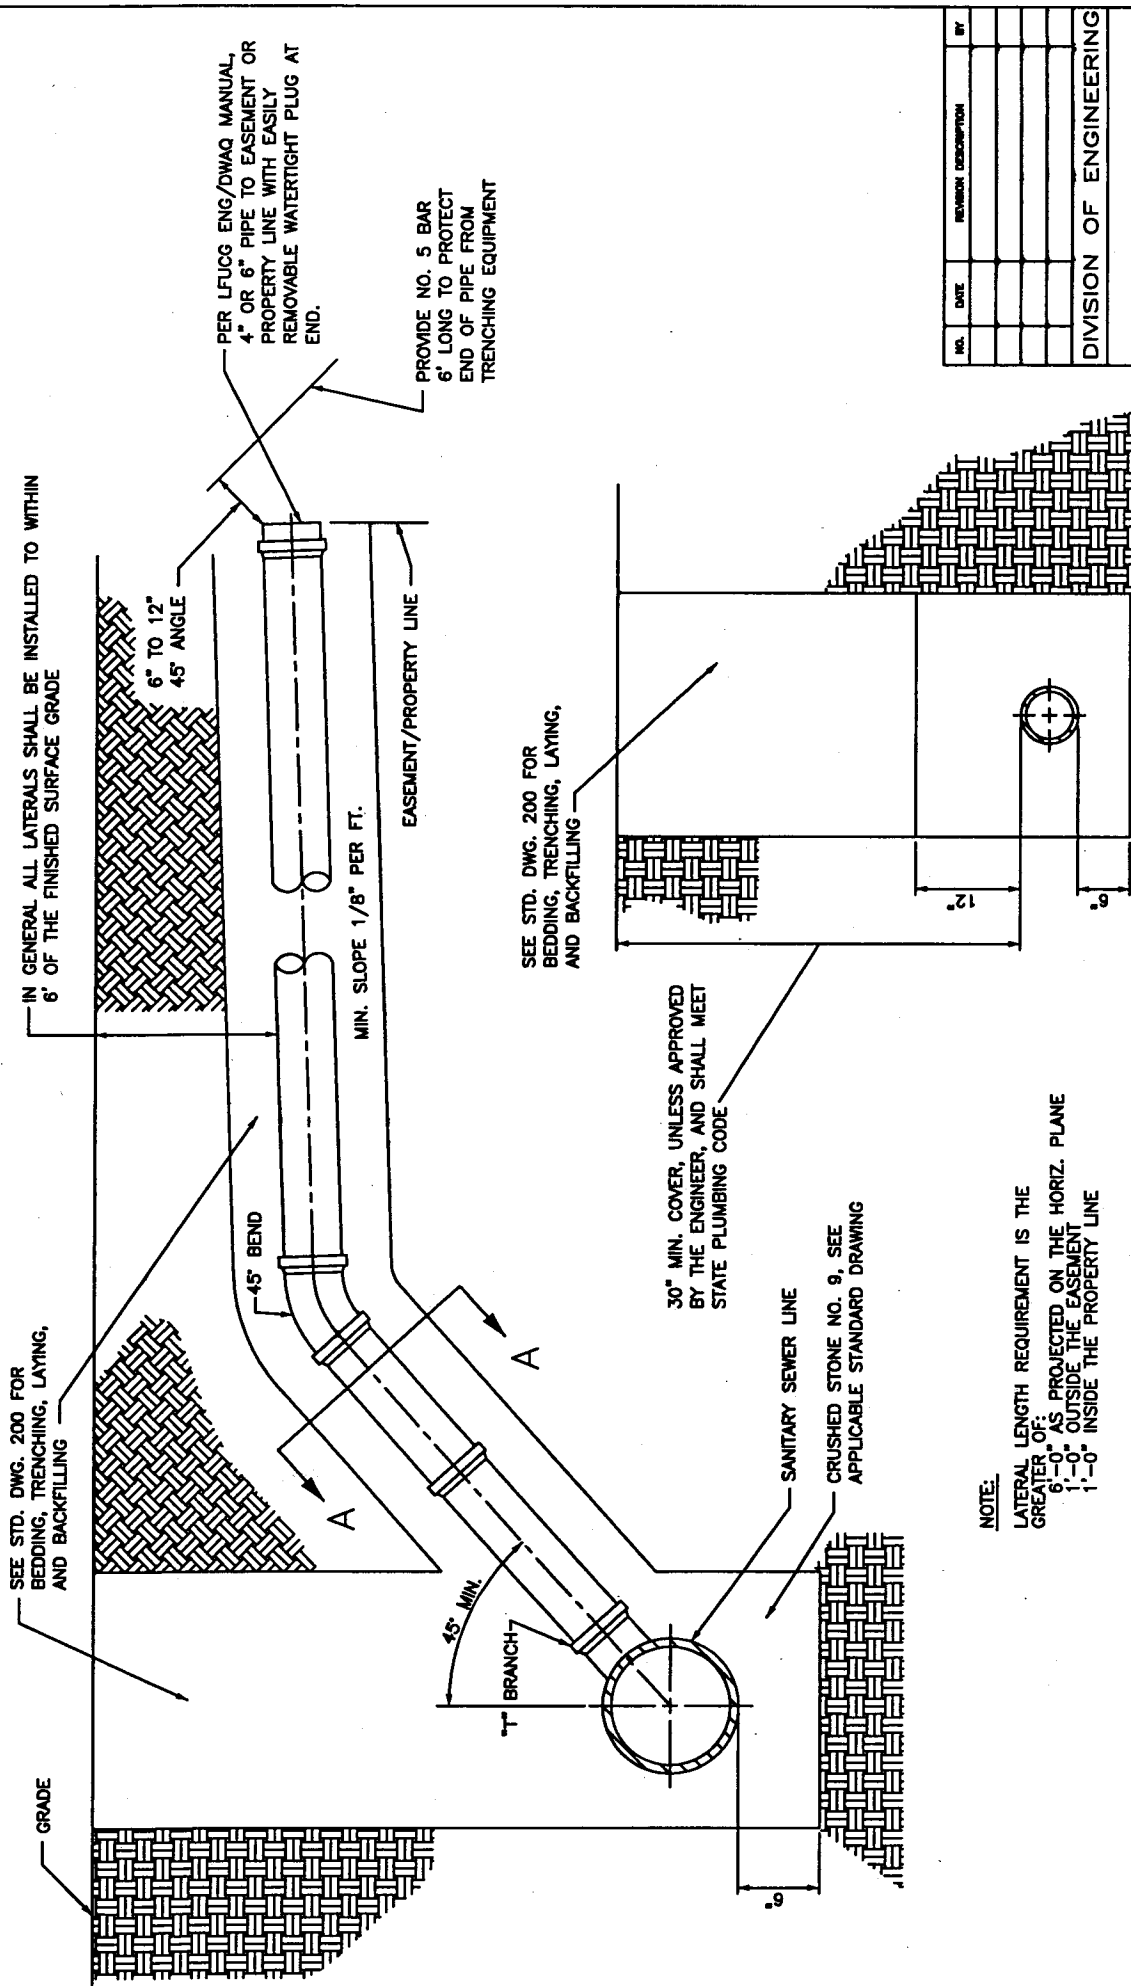 GRADE
SEE STD. DWG. 200 FOR
BEDDING, TRENCHING, LAYING,
AND BACKFILLING
IN GENERAL ALL LATERALS SHALL BE INSTALLED TO WITHIN
6' OF THE FINISHED SURFACE GRADE
6" TO 12"
45° ANGLE
PER LFUCG ENG/DWAQ MANUAL,
4" OR 6" PIPE TO EASEMENT OR
PROPERTY LINE WITH EASILY
REMOVABLE WATERTIGHT PLUG AT
END.
PROVIDE NO. 5 BAR
6' LONG TO PROTECT
END OF PIPE FROM
TRENCHING EQUIPMENT
45° BEND
MIN. SLOPE 1/8" PER FT.
EASEMENT/PROPERTY LINE
A
A
45° MIN.
"T" BRANCH
SANITARY SEWER LINE
CRUSHED STONE NO. 9, SEE
APPLICABLE STANDARD DRAWING
6"
SEE STD. DWG. 200 FOR
BEDDING, TRENCHING, LAYING,
AND BACKFILLING
30" MIN. COVER, UNLESS APPROVED
BY THE ENGINEER, AND SHALL MEET
STATE PLUMBING CODE
12"
6"
NOTE:
LATERAL LENGTH REQUIREMENT IS THE
GREATER OF:
6'-0" AS PROJECTED ON THE HORIZ. PLANE
1'-0" OUTSIDE THE EASEMENT
1'-0" INSIDE THE PROPERTY LINE
NO. DATE REVISION DESCRIPTION BY
DIVISION OF ENGINEERING